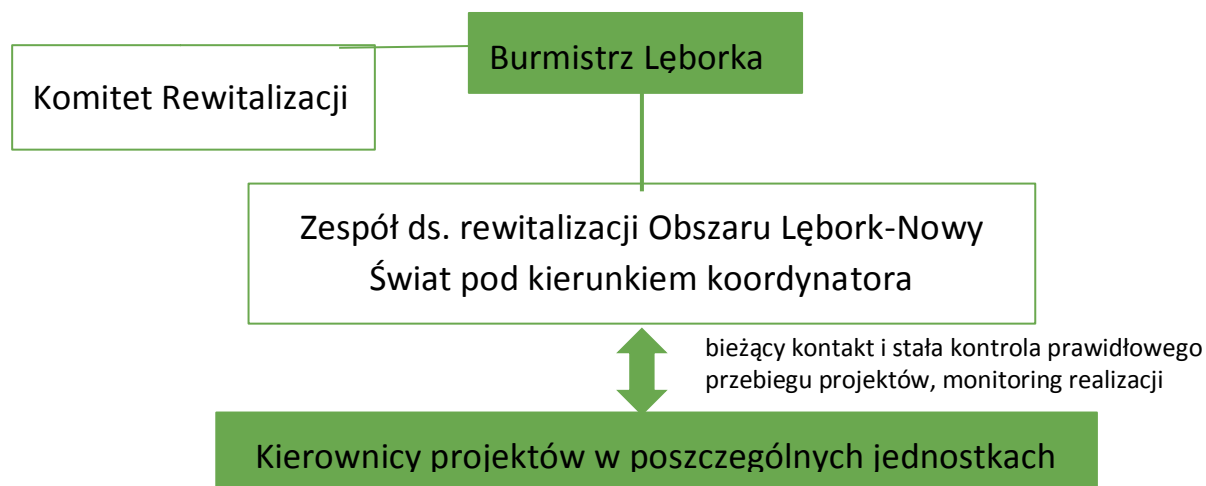 Burmistrz Lęborka
Komitet Rewitalizacji
Zespół ds. rewitalizacji Obszaru Lębork-Nowy
Świat pod kierunkiem koordynatora
bieżący kontakt i stała kontrola prawidłowego
przebiegu projektów, monitoring realizacji
Kierownicy projektów w poszczególnych jednostkach